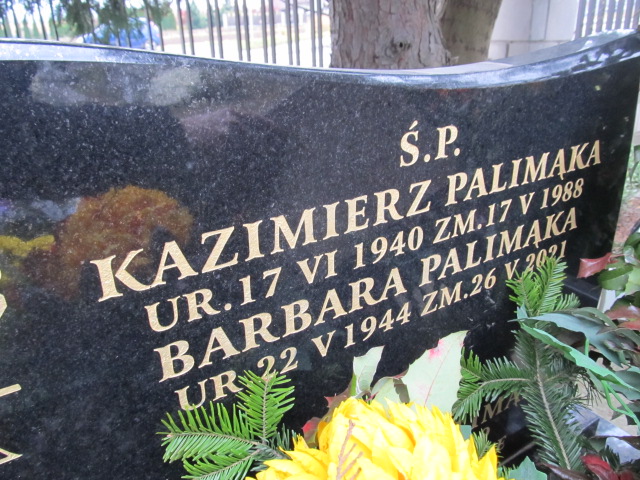 Ś.P.
KAZIMIERZ PALIMĄKA
UR.17 VI 1940 ZM.17 V 1988
BARBARA PALIMĄKA
UR.22 V 1944 ZM.26 V 2021